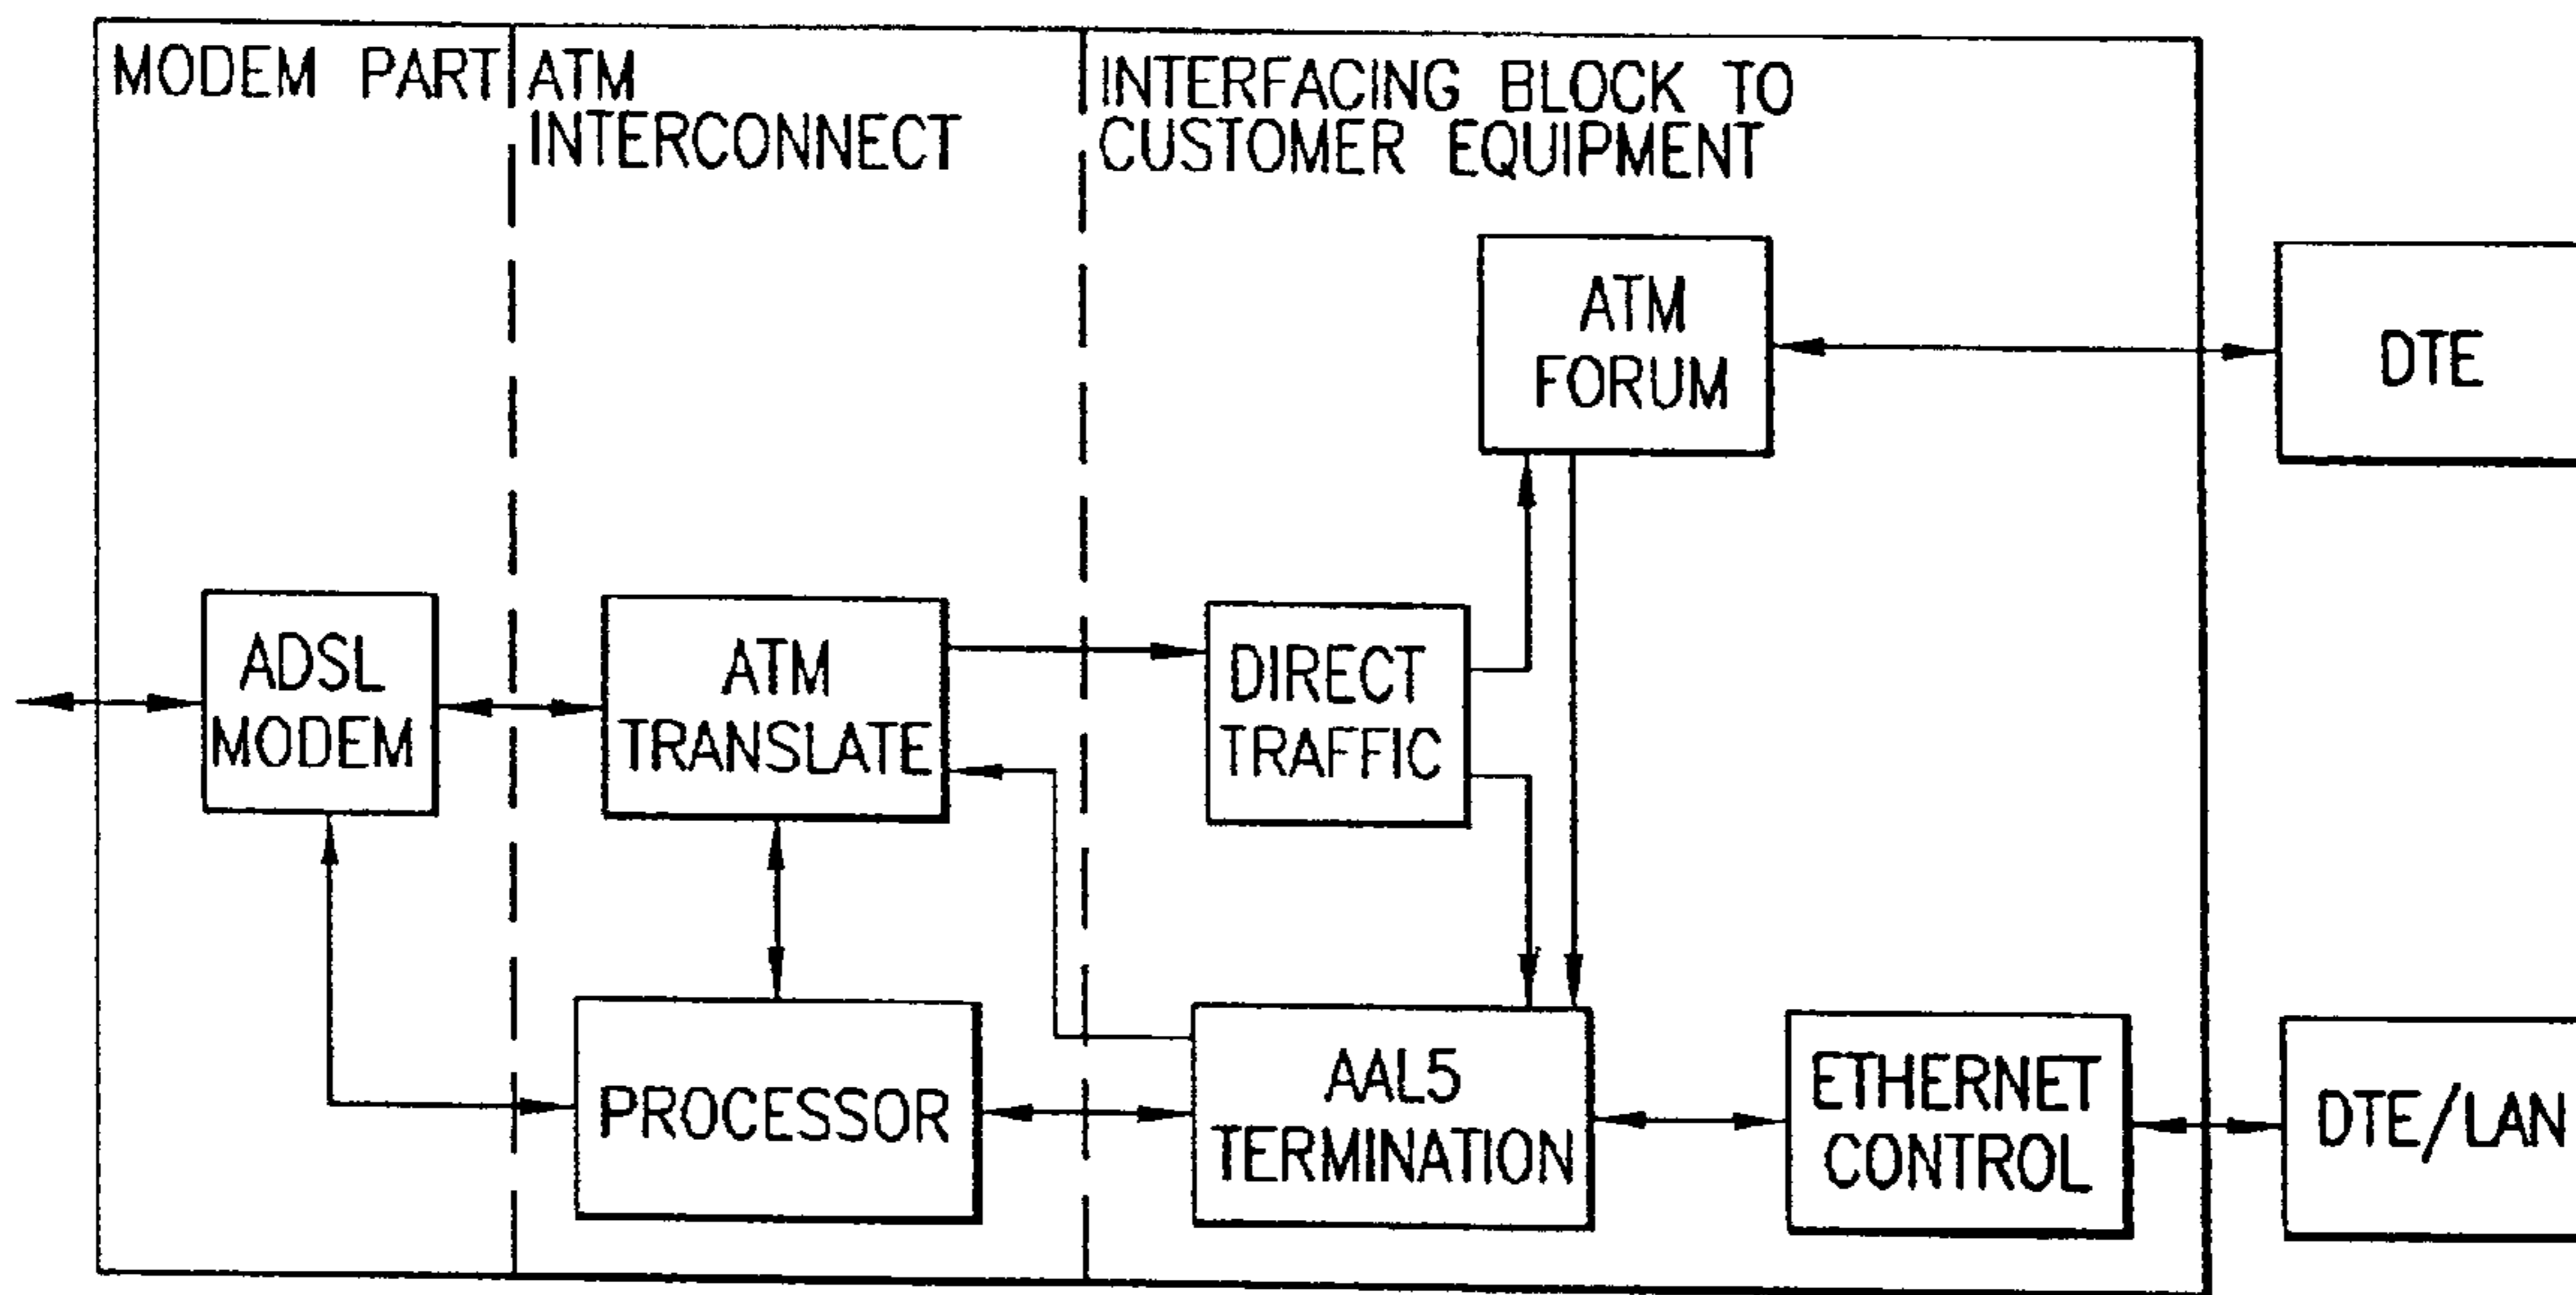 MODEM PART
ATM
INTERCONNECT
INTERFACING BLOCK TO
CUSTOMER EQUIPMENT
ATM
FORUM
DTE
ADSL
MODEM
ATM
TRANSLATE
DIRECT
TRAFFIC
PROCESSOR
AAL5
TERMINATION
ETHERNET
CONTROL
DTE/LAN